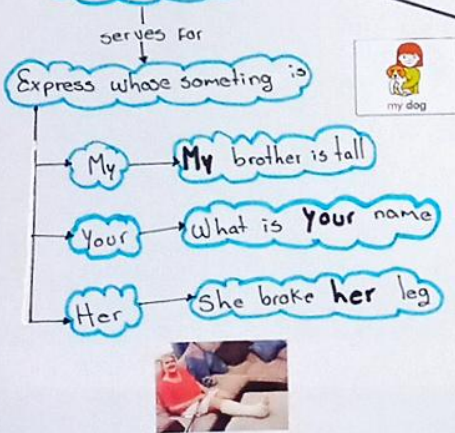 serves for
Express whose someting is
my dog
My
My brother is tall
Your
What is Your name
Her
She broke her leg